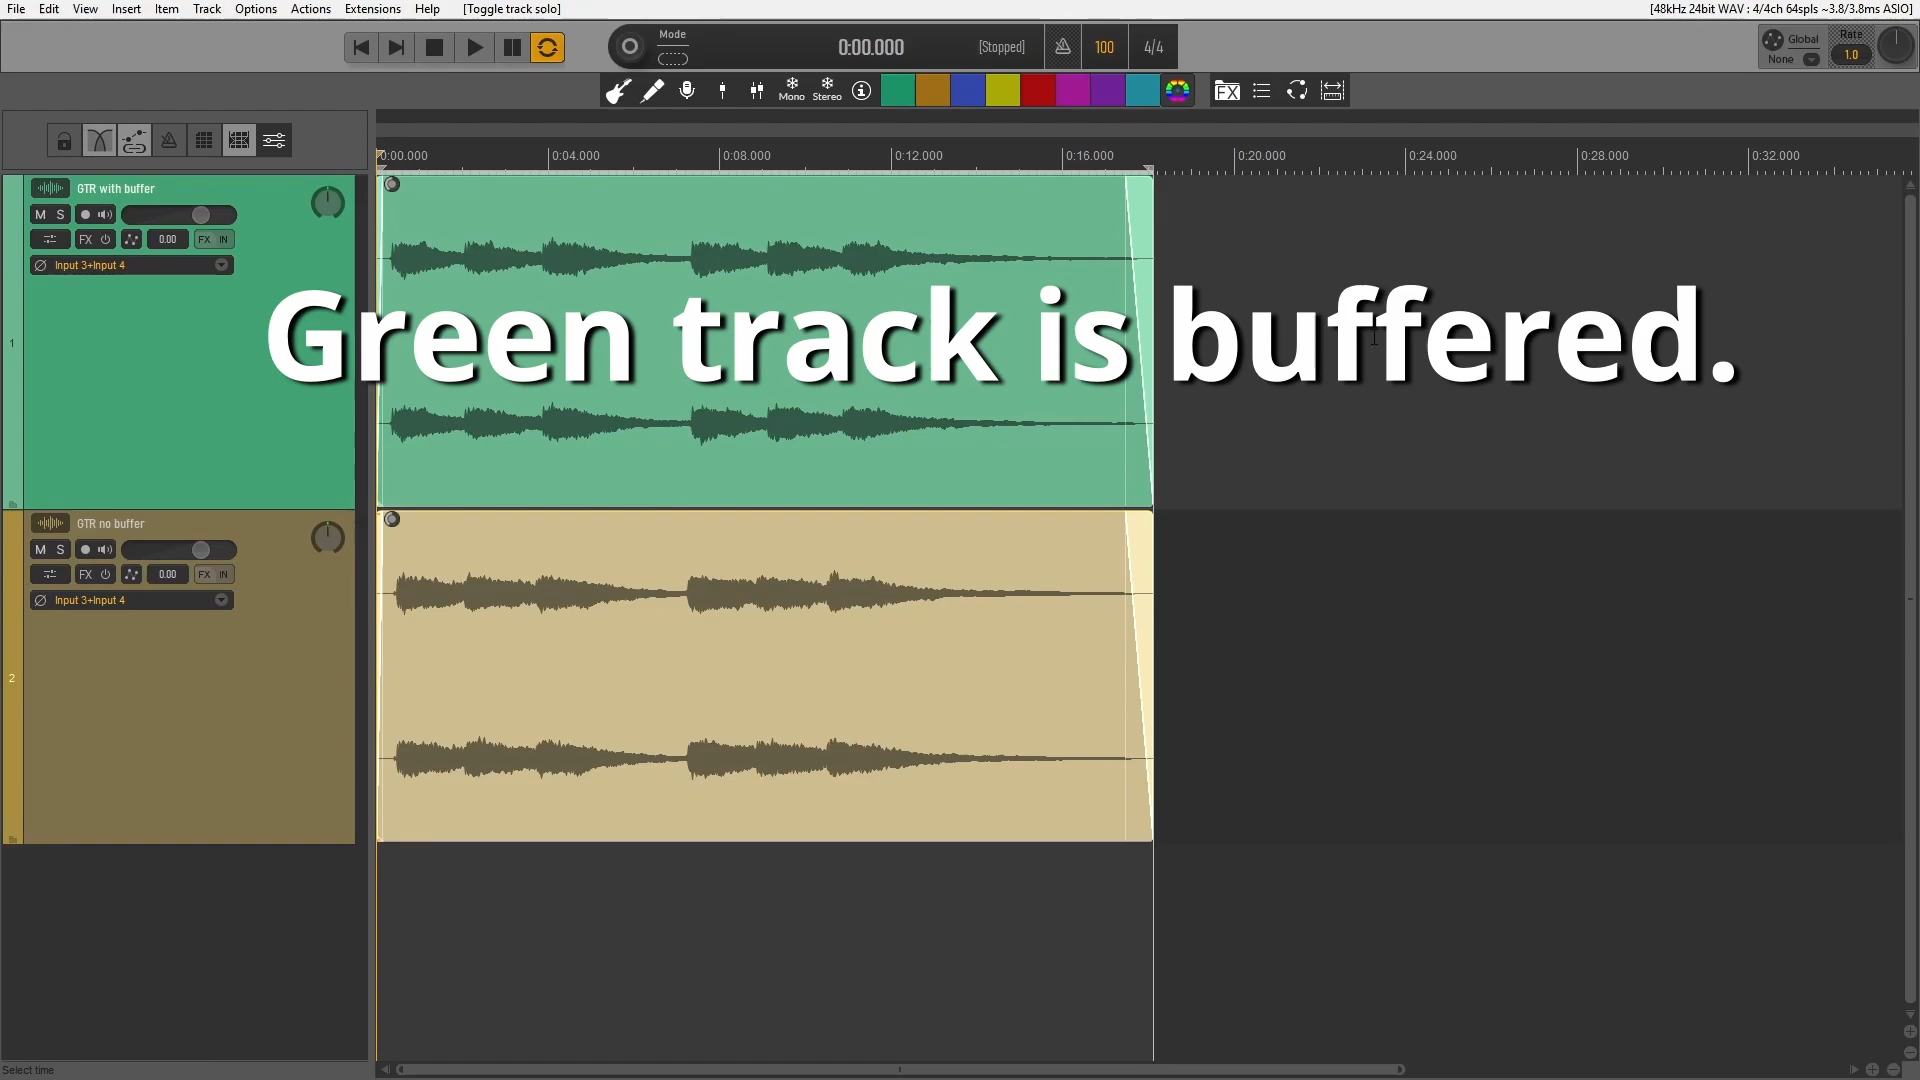 File Edit View Insert Item Track Options Actions Extensions Help [Toggle track solo] [48kHz 24bit WAV : 4/4ch 64spls ~3.8/3.8ms ASIO]
Mode 0:00.000 [Stopped] 100 4/4
Global Rate
None 1.0
Mono Stereo FX
0:00.000 0:04.000 0:08.000 0:12.000 0:16.000 0:20.000 0:24.000 0:28.000 0:32.000
GTR with buffer
M S
FX 0.00 FX IN
Input 3+Input 4
Green track is buffered.
1
GTR no buffer
M S
FX 0.00 FX IN
Input 3+Input 4
2
Select time